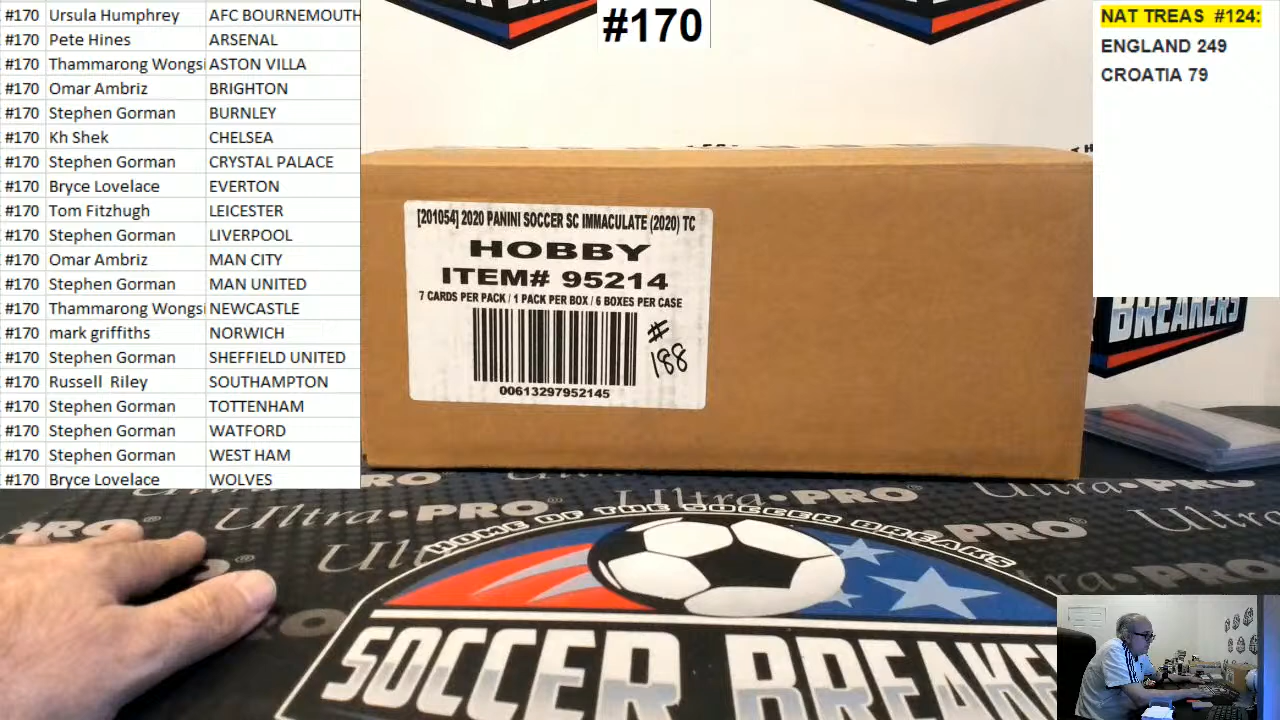 #170 Ursula Humphrey AFC BOURNEMOUTH
#170 Pete Hines ARSENAL
#170 Thammarong Wongsi ASTON VILLA
#170 Omar Ambriz BRIGHTON
#170 Stephen Gorman BURNLEY
#170 Kh Shek CHELSEA
#170 Stephen Gorman CRYSTAL PALACE
#170 Bryce Lovelace EVERTON
#170 Tom Fitzhugh LEICESTER
#170 Stephen Gorman LIVERPOOL
#170 Omar Ambriz MAN CITY
#170 Stephen Gorman MAN UNITED
#170 Thammarong Wongsi NEWCASTLE
#170 mark griffiths NORWICH
#170 Stephen Gorman SHEFFIELD UNITED
#170 Russell Riley SOUTHAMPTON
#170 Stephen Gorman TOTTENHAM
#170 Stephen Gorman WATFORD
#170 Stephen Gorman WEST HAM
#170 Bryce Lovelace WOLVES
#170
NAT TREAS #124:
ENGLAND 249
CROATIA 79
[201054] 2020 PANINI SOCCER SC IMMACULATE (2020) TC
HOBBY
ITEM# 95214
7 CARDS PER PACK / 1 PACK PER BOX / 6 BOXES PER CASE
#
188
00613297952145
BREAKERS
Ultra•PRO
Ultra•PRO
HOME OF THE SOCCER BREAKS
SOCCER BREAKE